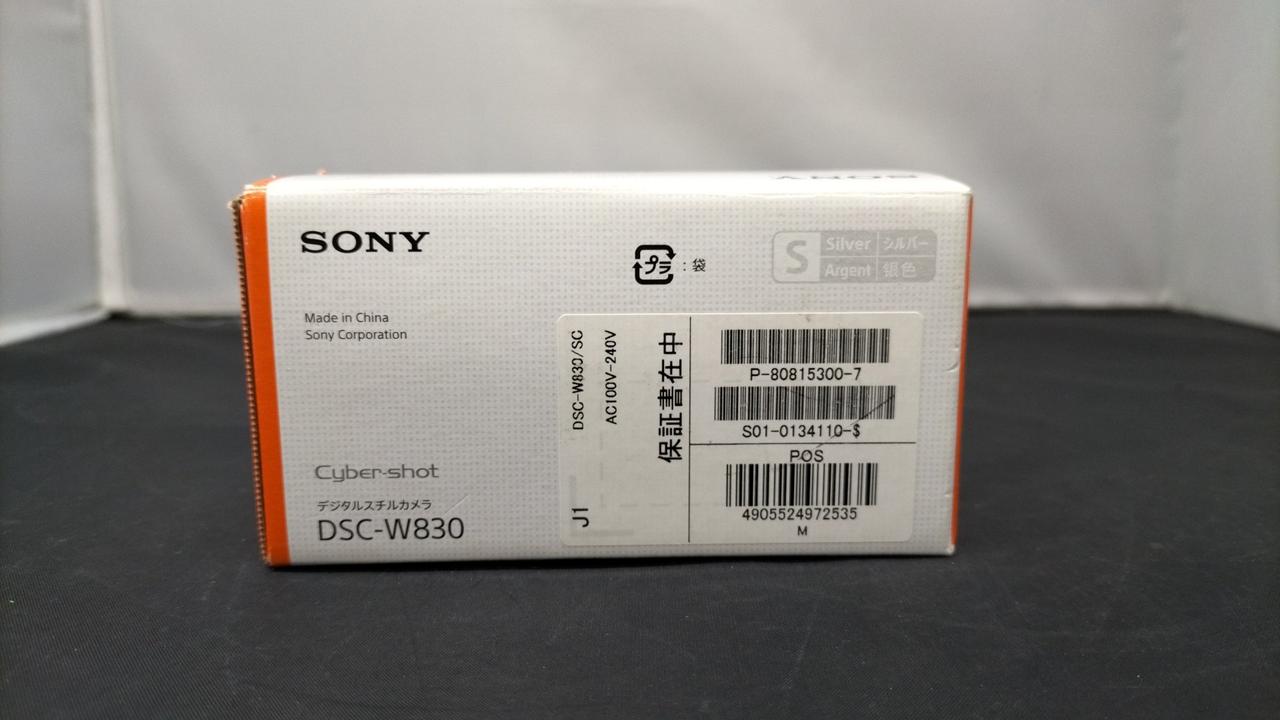 SONY
SONY
プラ : 袋
S
Silver シルバー
Argent 银色
Made in China
Sony Corporation
Cyber-shot
デジタルスチルカメラ
DSC-W830
DSC-W830/SC
AC100V-240V
J1
保証書在中
P-80815300-7
S01-0134110-$
POS
4905524972535
M